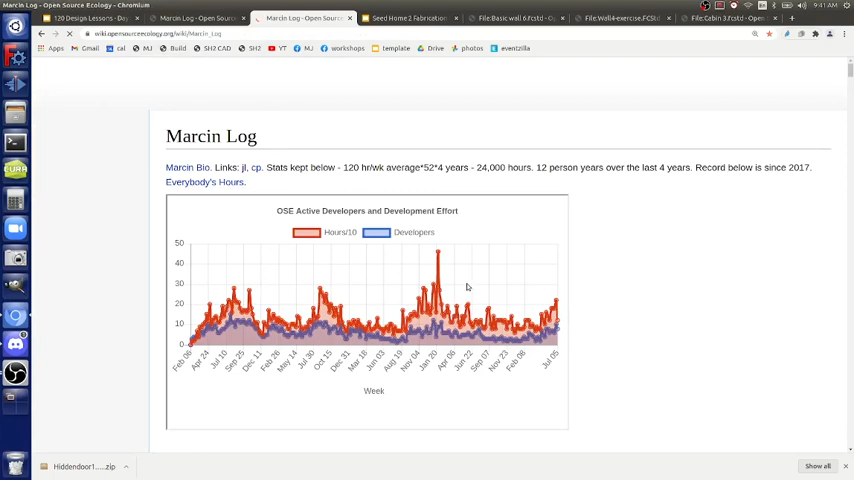 Marcin Log - Open Source Ecology - Chromium
9:41 AM
120 Design Lessons - Day
Marcin Log - Open Sourc
Marcin Log - Open Sourc
Seed Home 2 Fabrication
File:Basic wall 6.fcstd -
File:Wall4-exercise.FCStd
File:Cabin 3.fcstd - Open
wiki.opensourceecology.org/wiki/Marcin_Log
Apps
Gmail
cal
MJ
Build
SH2 CAD
SH2
YT
MJ
workshops
template
Drive
photos
eventzilla
Marcin Log
Marcin Bio. Links: jl, cp. Stats kept below - 120 hr/wk average*52*4 years - 24,000 hours. 12 person years over the last 4 years. Record below is since 2017.
Everybody's Hours.
OSE Active Developers and Development Effort
Hours/10 Developers
50
40
30
20
10
0
Feb 06 Apr 24 Jul 10 Sep 25 Dec 11 Feb 26 May 14 Jul 30 Oct 15 Dec 31 Mar 18 Jun 03 Aug 19 Nov 04 Jan 20 Apr 06 Jun 22 Sep 07 Nov 23 Feb 08 Jul 05
Week
Hiddendoor1.....zip
Show all